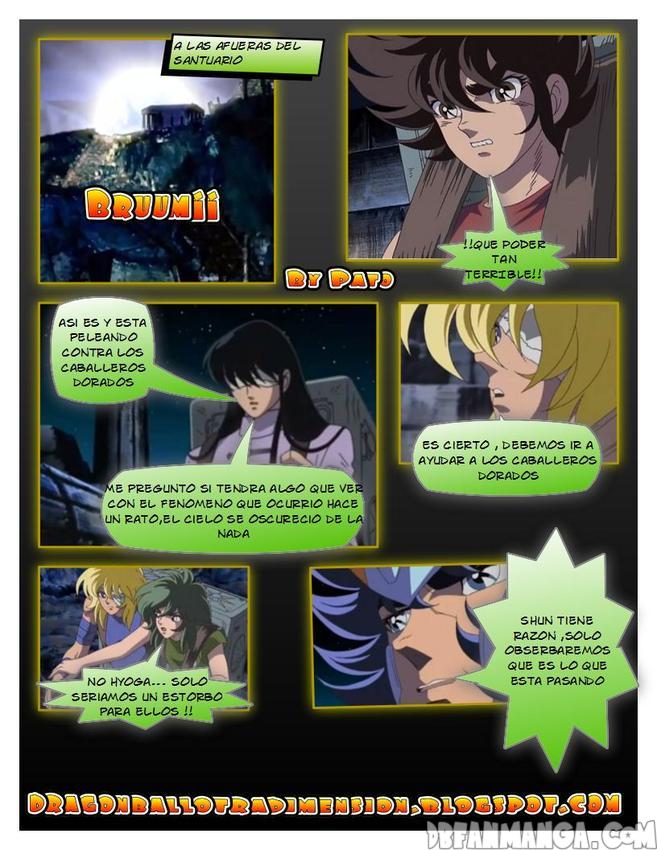 A LAS AFUERAS DEL
SANTUARIO
BRUUMÍÍ
!!QUE PODER
TAN
TERRIBLE!!
BY PATO
ASI ES Y ESTA
PELEANDO
CONTRA LOS
CABALLEROS
DORADOS
ME PREGUNTO SI TENDRA ALGO QUE VER
CON EL FENOMENO QUE OCURRIO HACE
UN RATO,EL CIELO SE OSCURECIO DE LA
NADA
ES CIERTO , DEBEMOS IR A
AYUDAR A LOS CABALLEROS
DORADOS
NO HYOGA... SOLO
SERIAMOS UN ESTORBO
PARA ELLOS !!
SHUN TIENE
RAZON ,SOLO
OBSERBAREMOS
QUE ES LO QUE
ESTA PASANDO
DRAGONBALLOTRADIMENSION.BLOGSPOT.COM
DBFANMANGA.COM